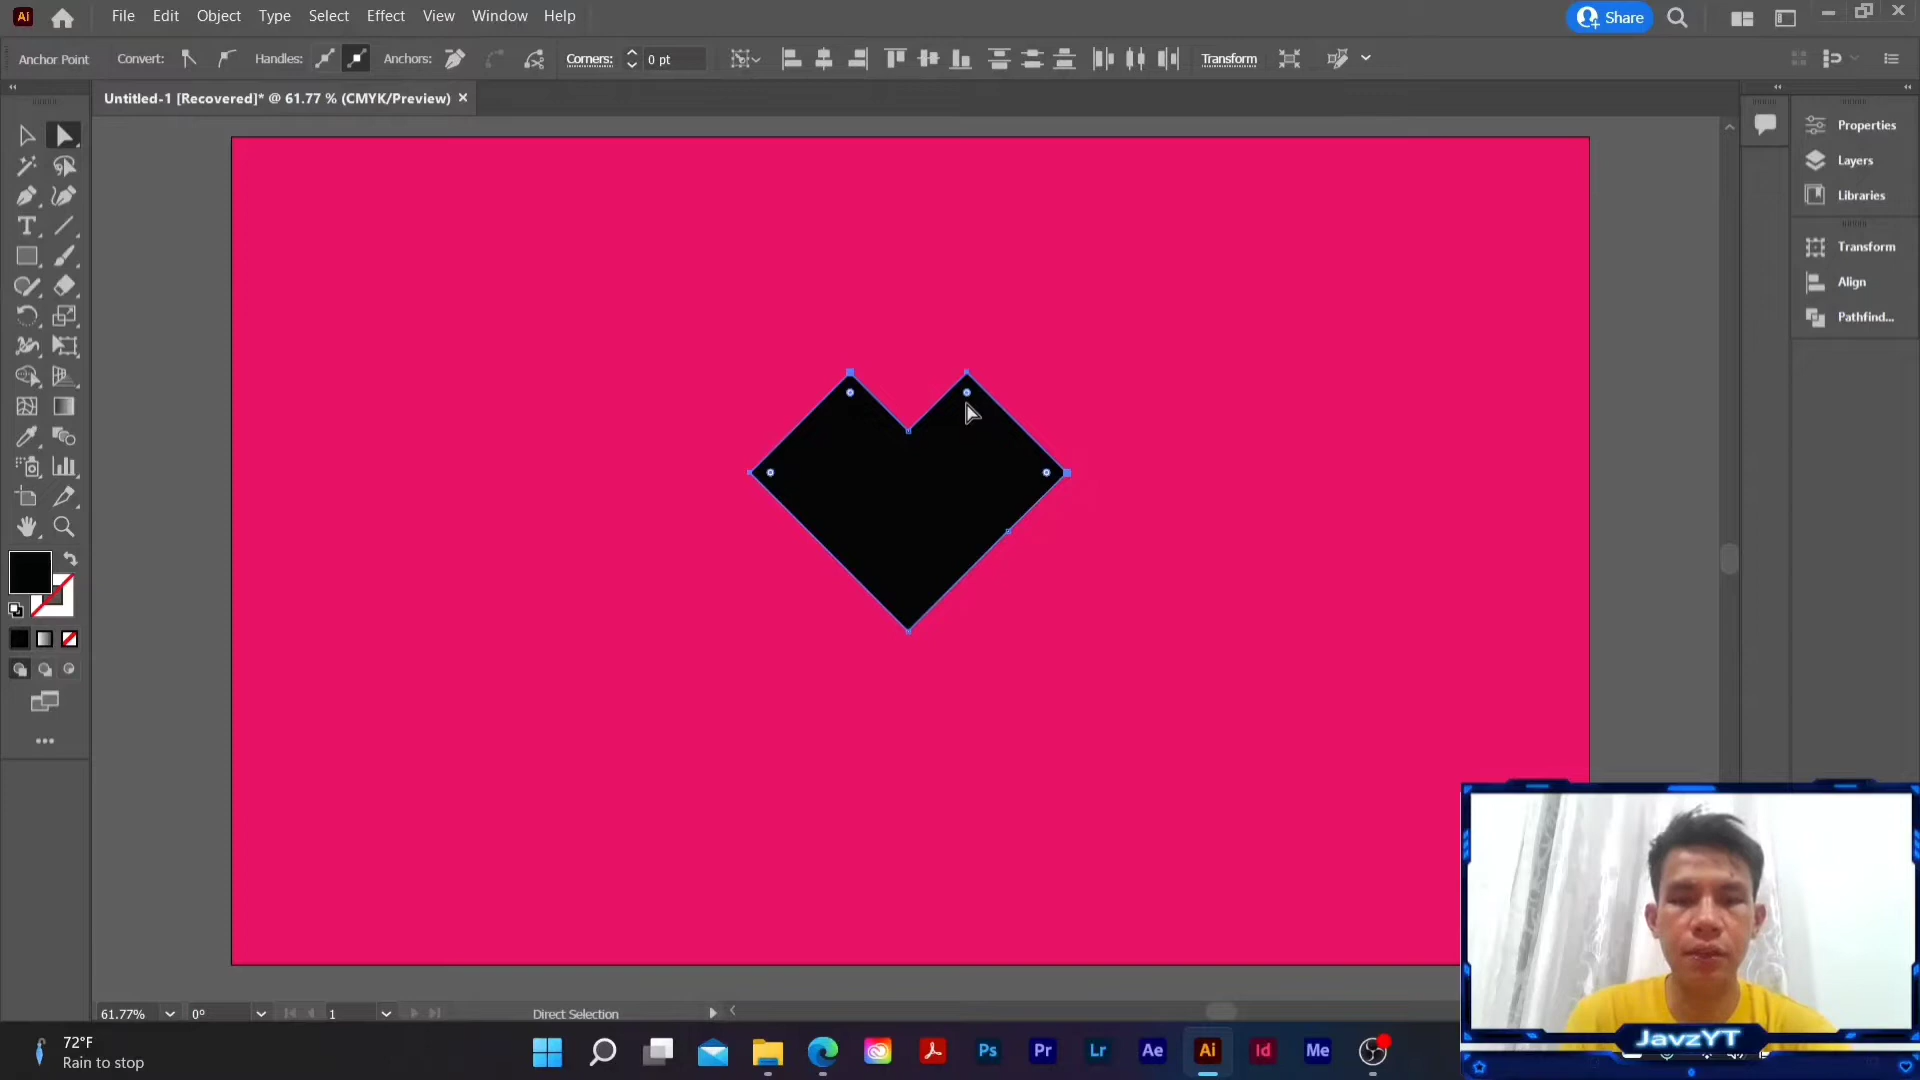 Ai File Edit Object Type Select Effect View Window Help Share
Anchor Point Convert: Handles: Anchors: Corners: 0 pt Transform
Untitled-1 [Recovered]* @ 61.77 % (CMYK/Preview) ×
Properties
Layers
Libraries
Transform
Align
Pathfind...
T
61.77% 0° 1 Direct Selection
72°F
Rain to stop
Ps Pr Lr Ae Ai Id Me
JavzYT